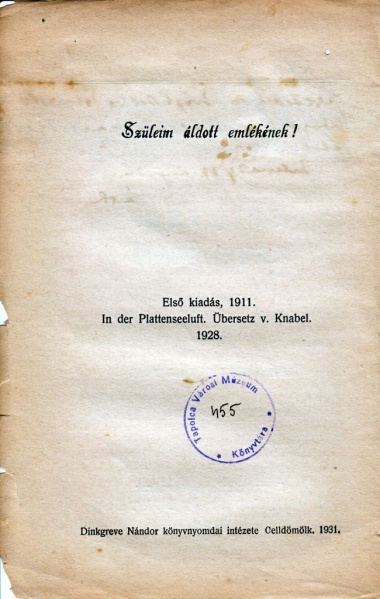 Szüleim áldott emlékének!
Első kiadás, 1911.
In der Plattenseeluft. Übersetz v. Knabel.
1928.
Tapolca Városi Múzeum
455
Könyvtára
Dinkgreve Nándor könyvnyomdai intézete Celldömölk. 1931.